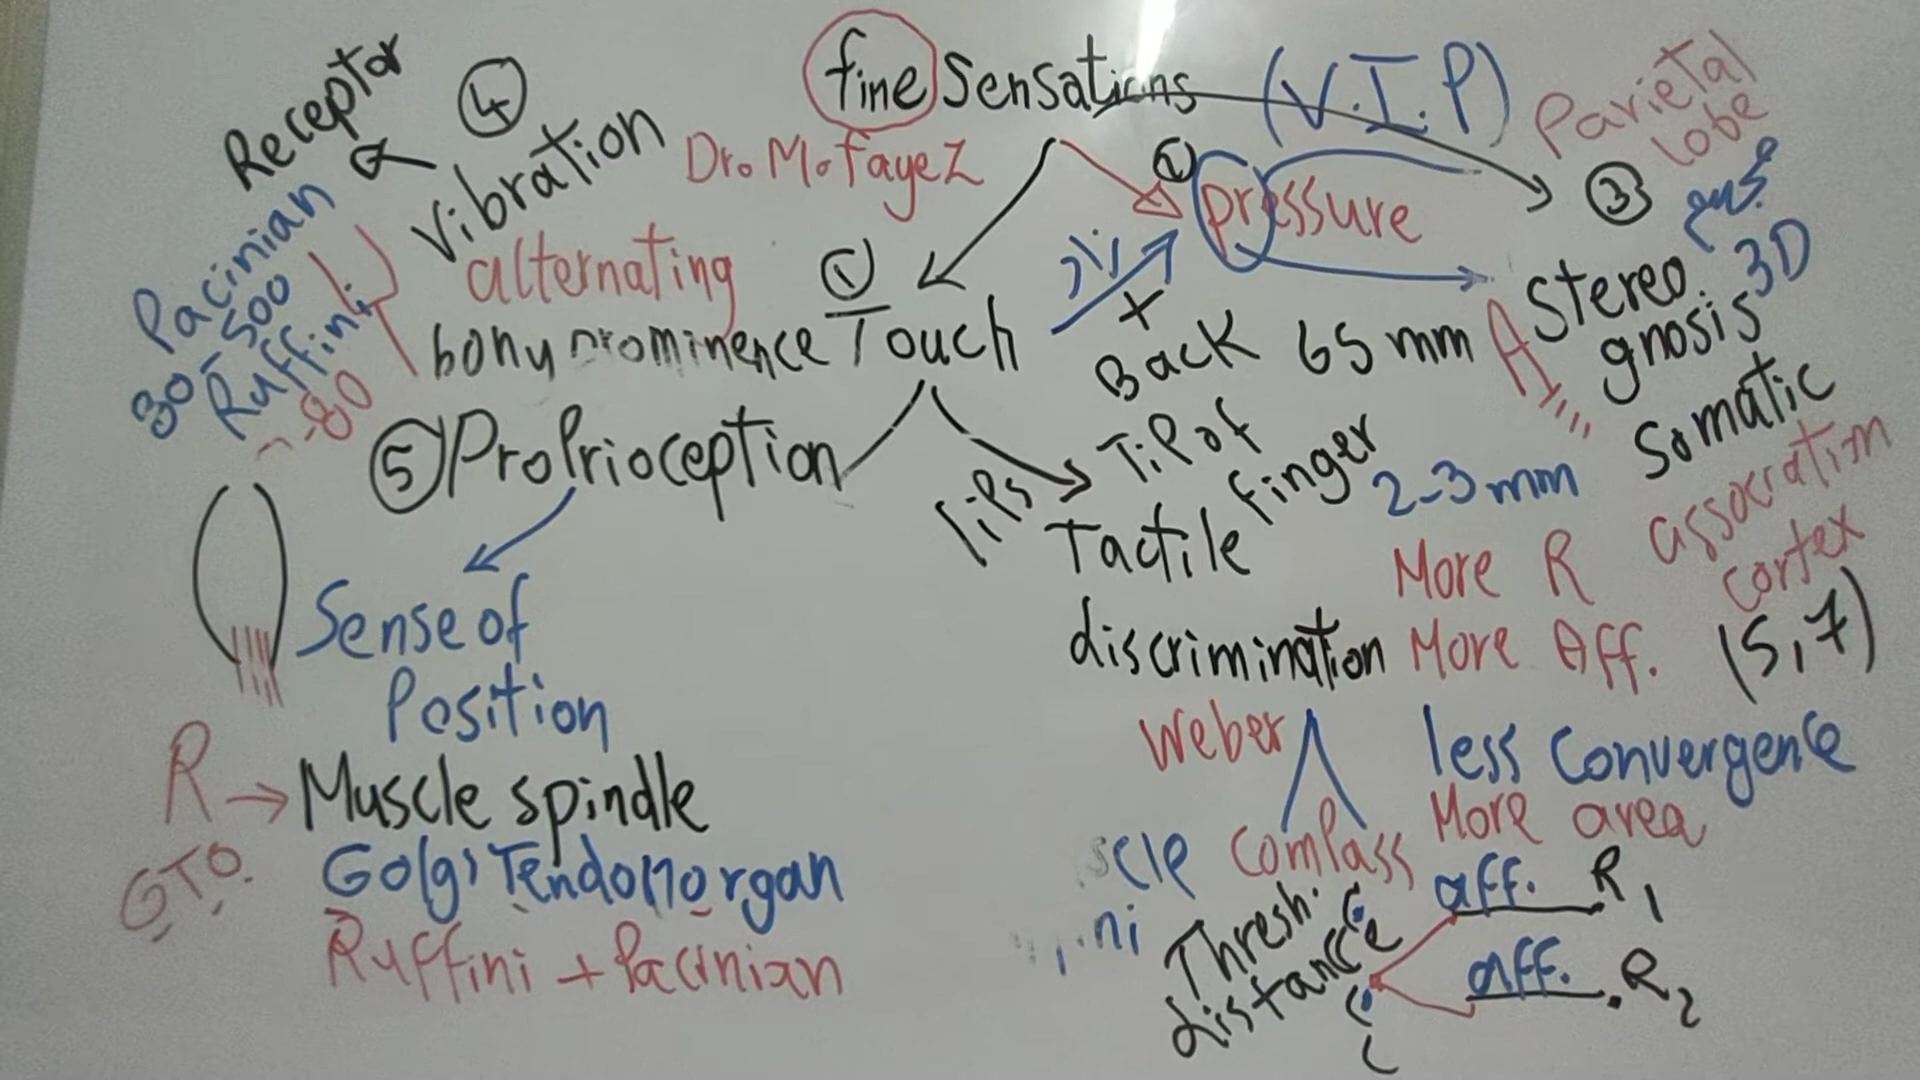 fine Sensations (V.I.P)
Dr. Mofayez
Receptor
④
Vibration
Pacinian
30-500
Ruffini
-80
alternating
bony prominence
①
Touch
②
pressure
+
Back 65 mm
Tip of
finger
2-3 mm
lips
Tactile
discrimination
More R
More Aff.
less Convergence
More area
Weber
Compass
Thresh.
distance
aff. R1
aff. R2
Parietal
lobe
③
Stereo
gnosis
3D
Somatic
association
cortex
(5,7)
⑤ Proprioception
Sense of
Position
R → Muscle spindle
GTO.
Golgi Tendon organ
Ruffini + Pacinian